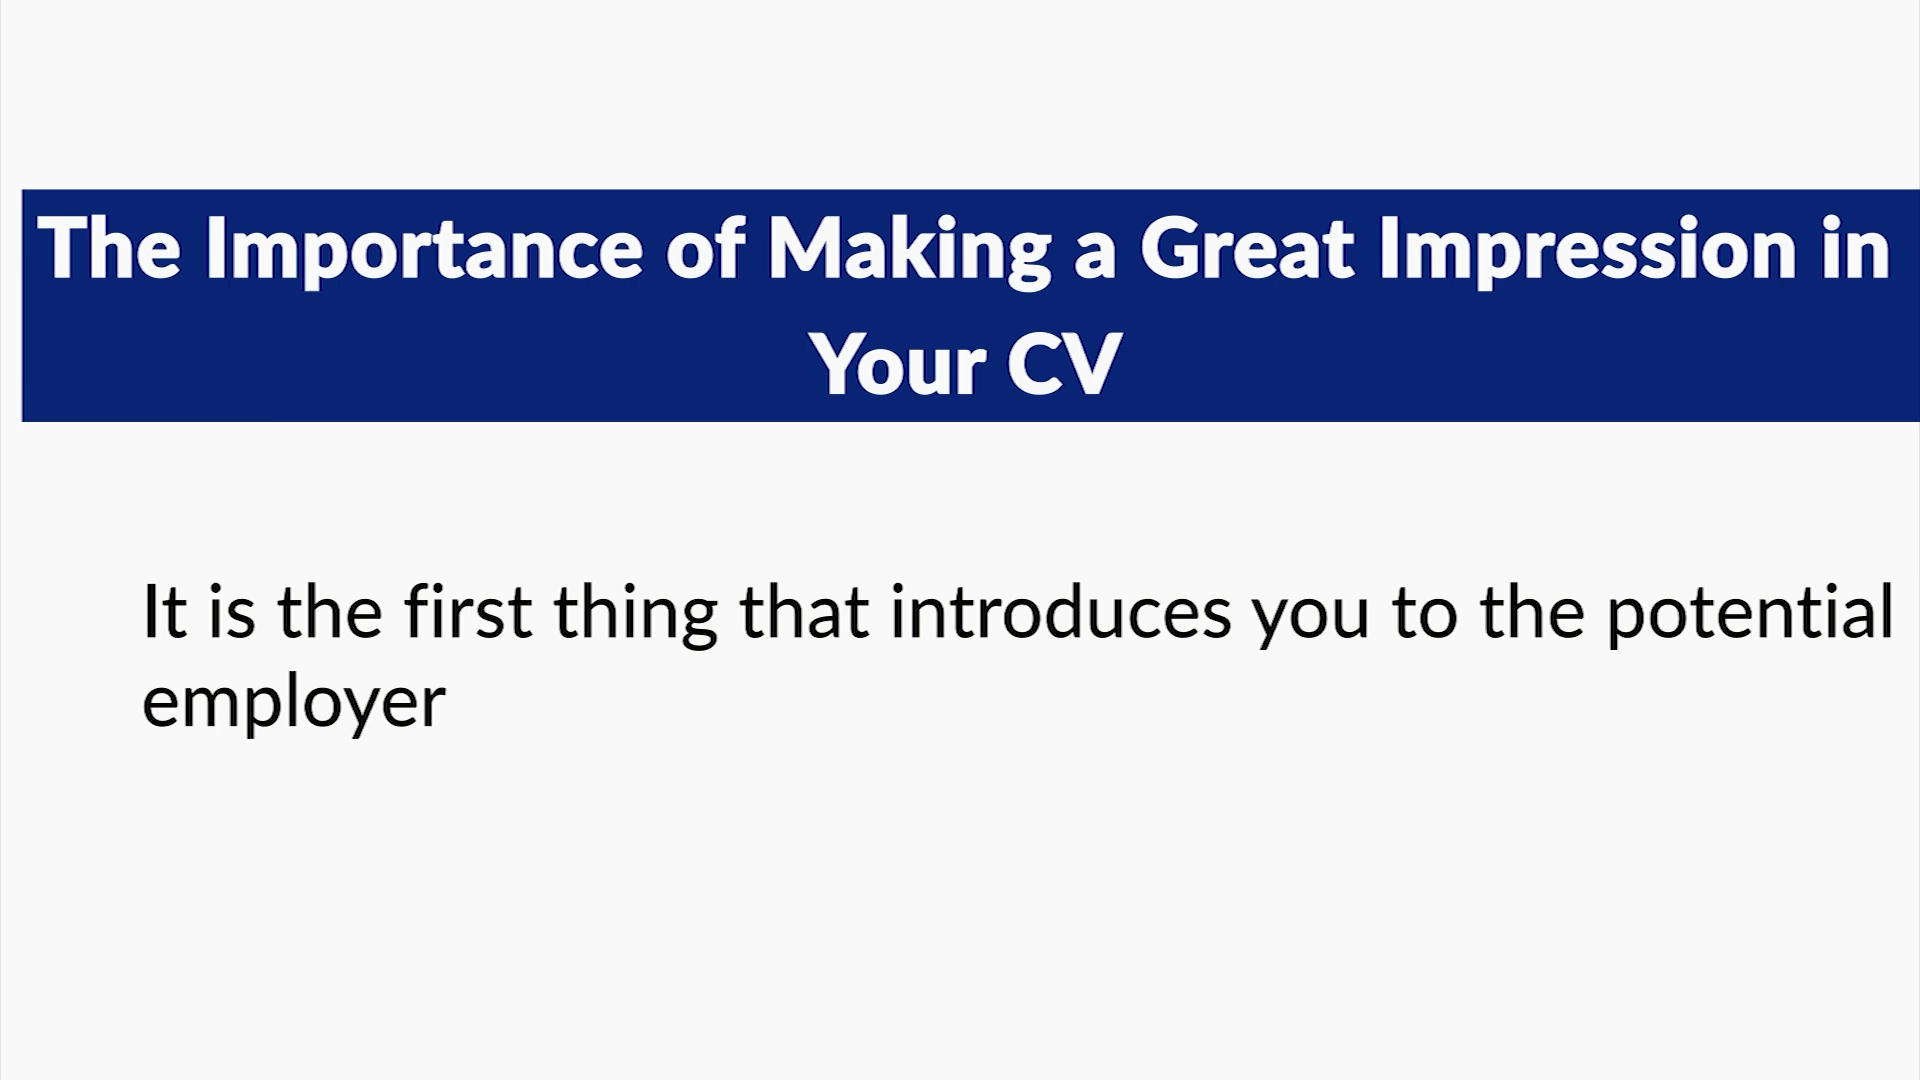 The Importance of Making a Great Impression in
Your CV
It is the first thing that introduces you to the potential
employer